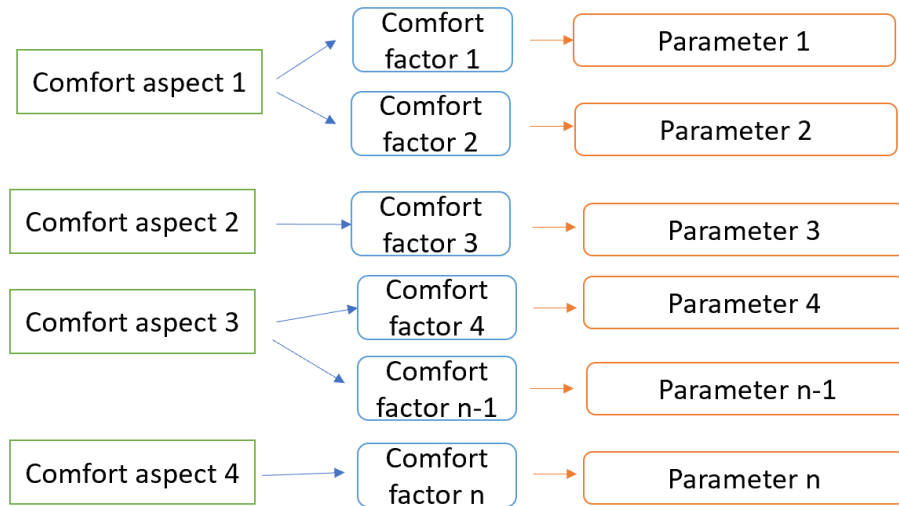 Comfort aspect 1
Comfort
factor 1
Parameter 1
Comfort
factor 2
Parameter 2
Comfort aspect 2
Comfort
factor 3
Parameter 3
Comfort aspect 3
Comfort
factor 4
Parameter 4
Comfort
factor n-1
Parameter n-1
Comfort aspect 4
Comfort
factor n
Parameter n